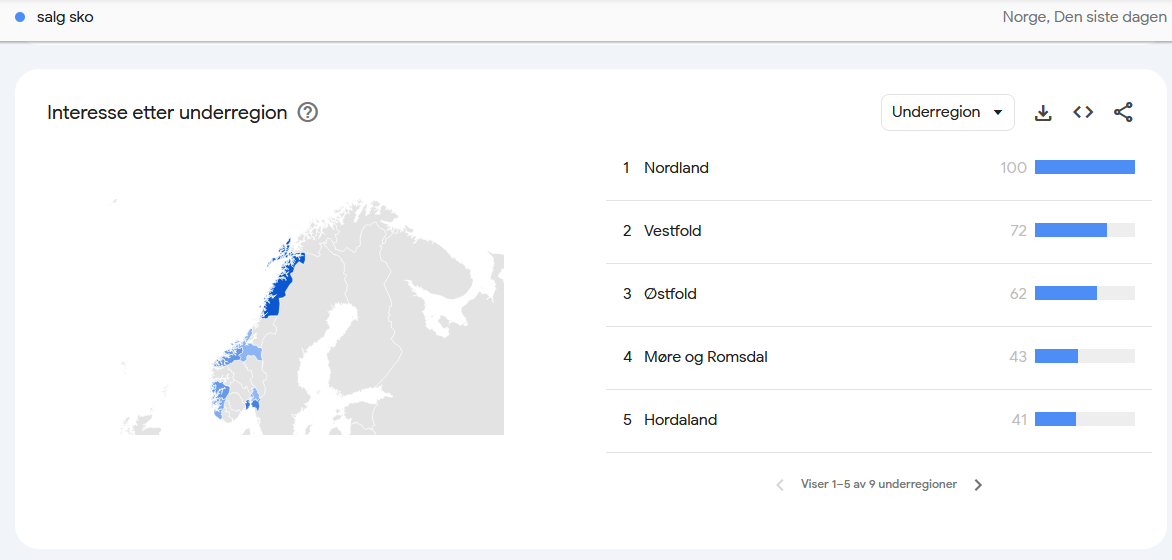 salg sko
Norge, Den siste dagen
Interesse etter underregion
Underregion
1 Nordland 100
2 Vestfold 72
3 Østfold 62
4 Møre og Romsdal 43
5 Hordaland 41
Viser 1–5 av 9 underregioner